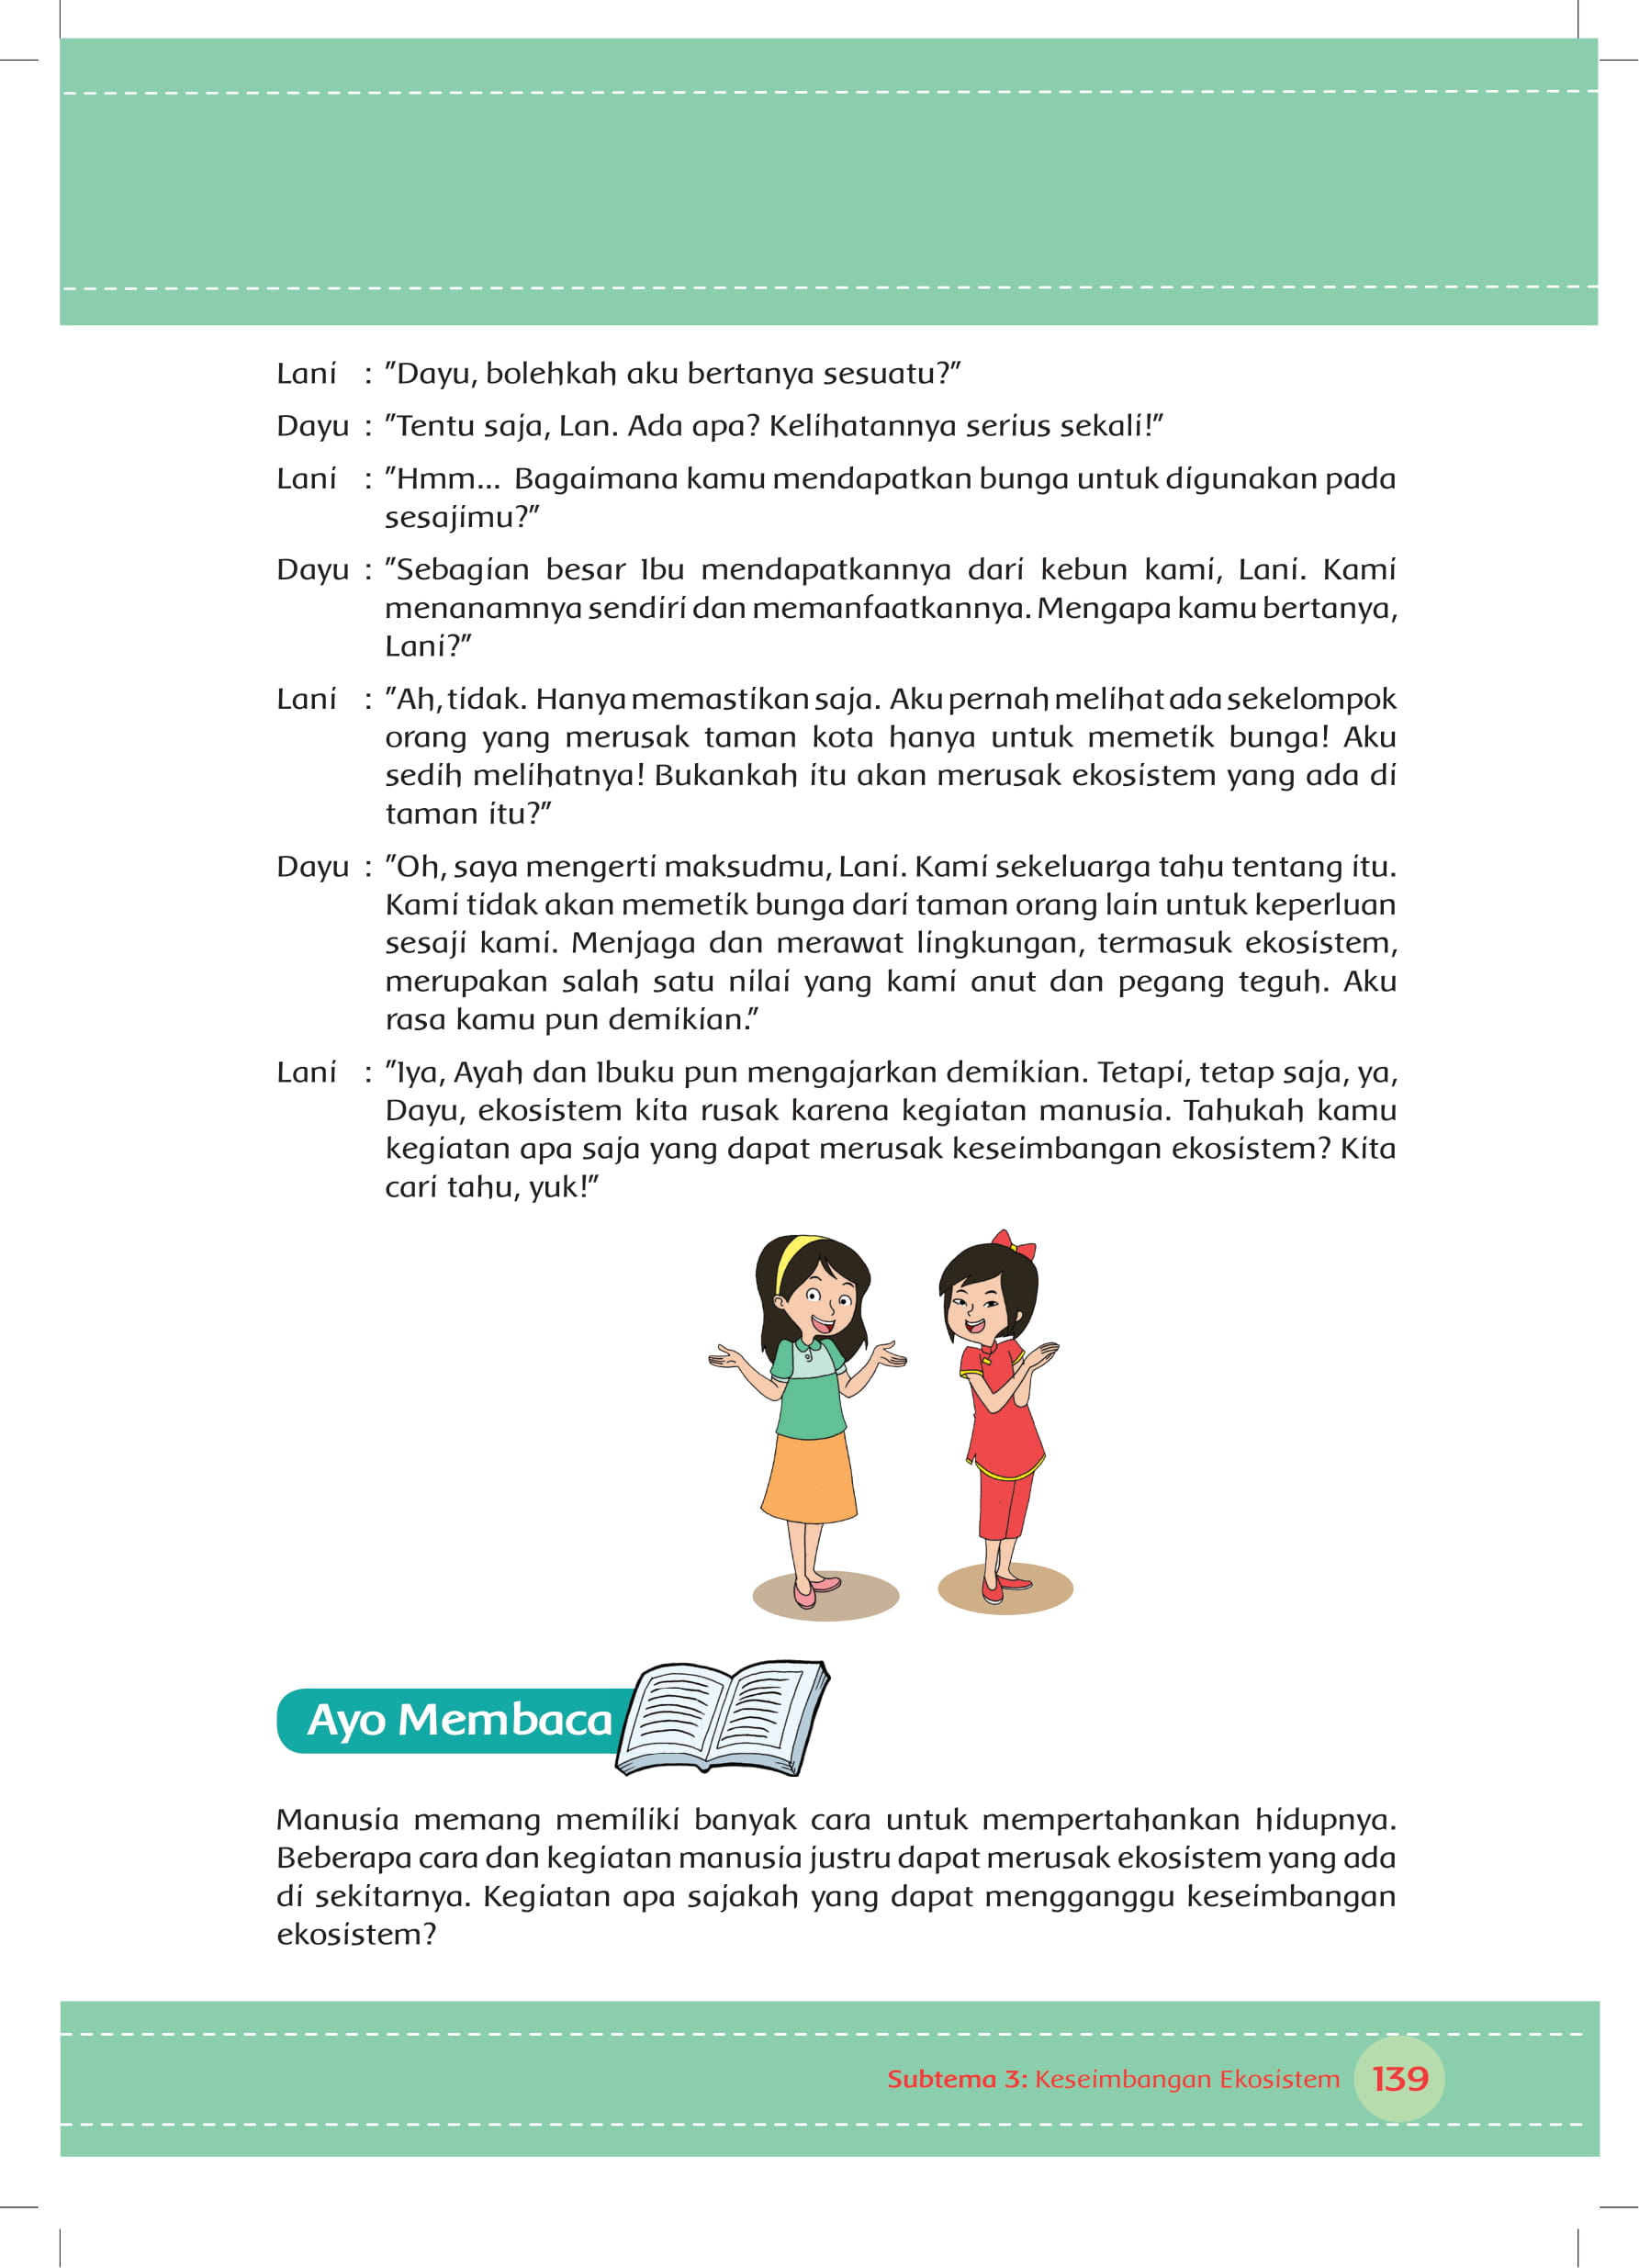 Lani : "Dayu, bolehkah aku bertanya sesuatu?"
Dayu : "Tentu saja, Lan. Ada apa? Kelihatannya serius sekali!"
Lani : "Hmm... Bagaimana kamu mendapatkan bunga untuk digunakan pada
sesajimu?"
Dayu : "Sebagian besar Ibu mendapatkannya dari kebun kami, Lani. Kami
menanamnya sendiri dan memanfaatkannya. Mengapa kamu bertanya,
Lani?"
Lani : "Ah, tidak. Hanya memastikan saja. Aku pernah melihat ada sekelompok
orang yang merusak taman kota hanya untuk memetik bunga! Aku
sedih melihatnya! Bukankah itu akan merusak ekosistem yang ada di
taman itu?"
Dayu : "Oh, saya mengerti maksudmu, Lani. Kami sekeluarga tahu tentang itu.
Kami tidak akan memetik bunga dari taman orang lain untuk keperluan
sesaji kami. Menjaga dan merawat lingkungan, termasuk ekosistem,
merupakan salah satu nilai yang kami anut dan pegang teguh. Aku
rasa kamu pun demikian."
Lani : "Iya, Ayah dan Ibuku pun mengajarkan demikian. Tetapi, tetap saja, ya,
Dayu, ekosistem kita rusak karena kegiatan manusia. Tahukah kamu
kegiatan apa saja yang dapat merusak keseimbangan ekosistem? Kita
cari tahu, yuk!"
Ayo Membaca
Manusia memang memiliki banyak cara untuk mempertahankan hidupnya.
Beberapa cara dan kegiatan manusia justru dapat merusak ekosistem yang ada
di sekitarnya. Kegiatan apa sajakah yang dapat mengganggu keseimbangan
ekosistem?
Subtema 3: Keseimbangan Ekosistem 139